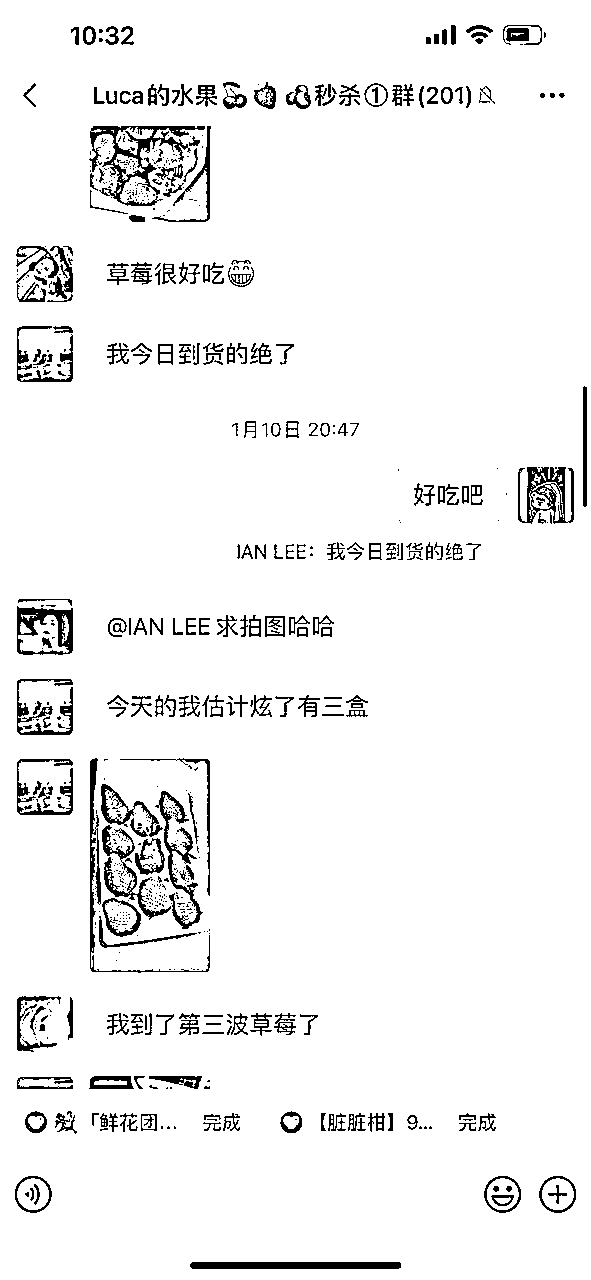 10:32
Luca的水果🍒🍓🍐秒杀①群(201)
草莓很好吃😁
我今日到货的绝了
1月10日 20:47
好吃吧
IAN LEE：我今日到货的绝了
@IAN LEE 求拍图哈哈
今天的我估计炫了有三盒
我到了第三波草莓了
「鲜花团... 完成 【脏脏柑】9... 完成